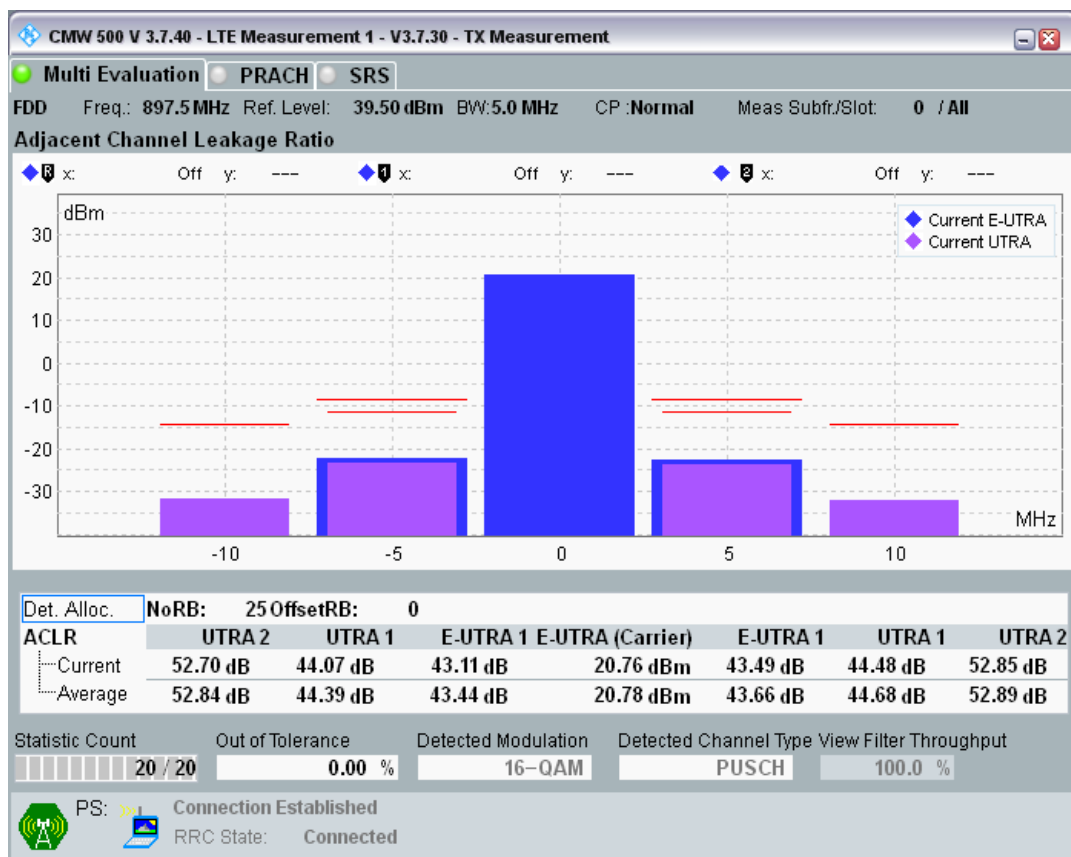 CMW 500 V 3.7.40 - LTE Measurement 1 - V3.7.30 - TX Measurement
Multi Evaluation PRACH SRS
FDD Freq.: 897.5 MHz Ref. Level: 39.50 dBm BW:5.0 MHz CP :Normal Meas Subfr./Slot: 0 / All
Adjacent Channel Leakage Ratio
R x: Off y: --- 1 x: Off y: --- 2 x: Off y: ---
dBm
Current E-UTRA
Current UTRA
30
20
10
0
-10
-20
-30
MHz
-10 -5 0 5 10
Det. Alloc. NoRB: 25 OffsetRB: 0
ACLR UTRA 2 UTRA 1 E-UTRA 1 E-UTRA (Carrier) E-UTRA 1 UTRA 1 UTRA 2
Current 52.70 dB 44.07 dB 43.11 dB 20.76 dBm 43.49 dB 44.48 dB 52.85 dB
Average 52.84 dB 44.39 dB 43.44 dB 20.78 dBm 43.66 dB 44.68 dB 52.89 dB
Statistic Count Out of Tolerance Detected Modulation Detected Channel Type View Filter Throughput
20 / 20 0.00 % 16-QAM PUSCH 100.0 %
PS: Connection Established
RRC State: Connected